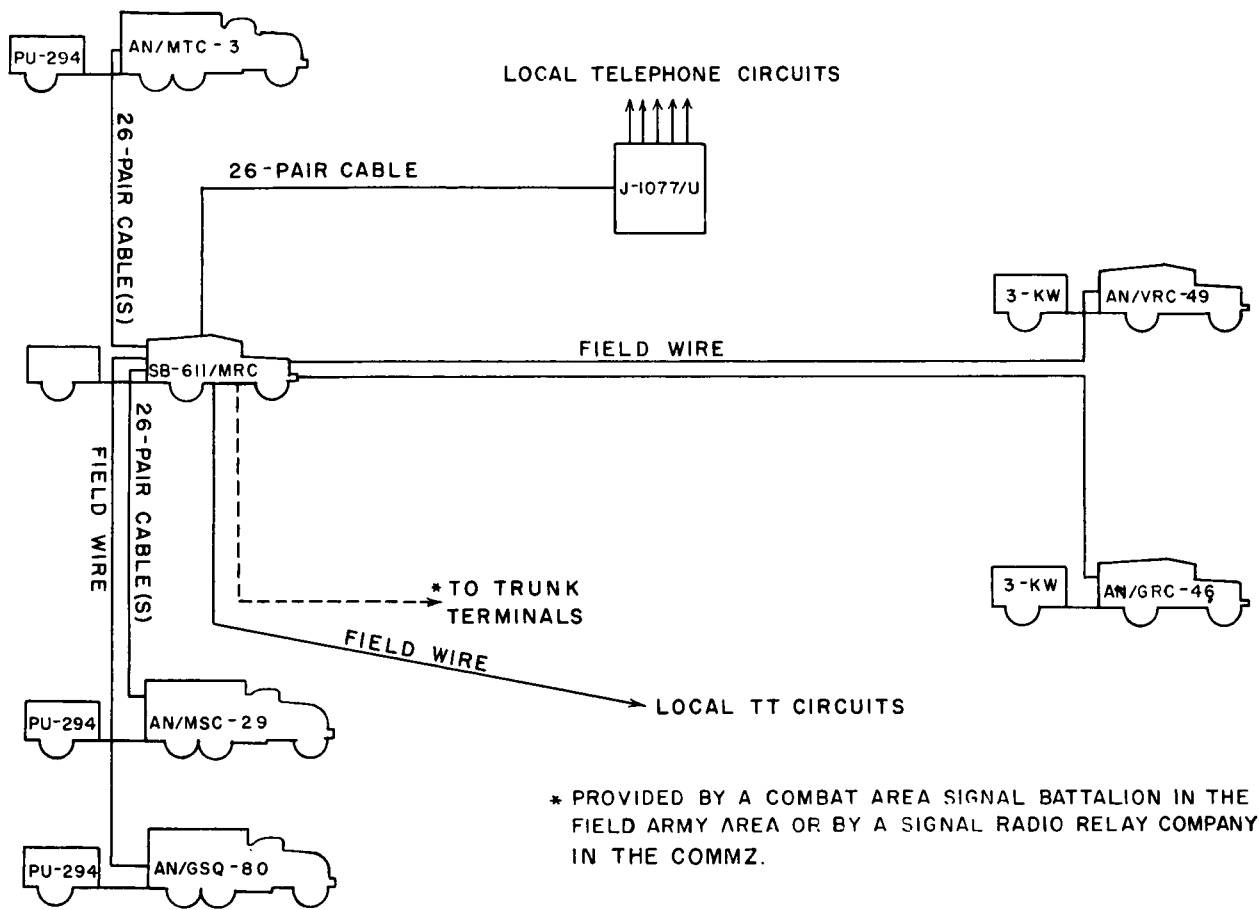 PU-294
AN/MTC-3
LOCAL TELEPHONE CIRCUITS
26-PAIR CABLE(S)
26-PAIR CABLE
J-1077/U
3-KW
AN/VRC-49
FIELD WIRE
SB-611/MRC
26-PAIR CABLE(S)
FIELD WIRE
3-KW
AN/GRC-46
* TO TRUNK
TERMINALS
FIELD WIRE
LOCAL TT CIRCUITS
PU-294
AN/MSC-29
* PROVIDED BY A COMBAT AREA SIGNAL BATTALION IN THE
FIELD ARMY AREA OR BY A SIGNAL RADIO RELAY COMPANY
IN THE COMMZ.
PU-294
AN/GSQ-80